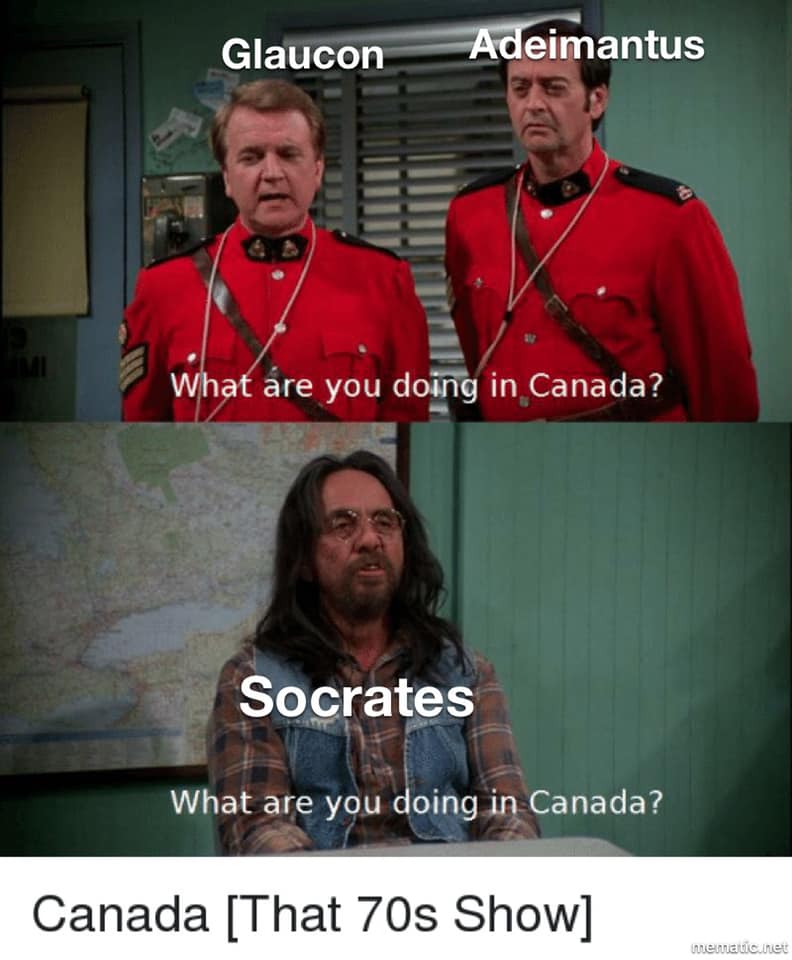 Glaucon
Adeimantus
What are you doing in Canada?
Socrates
What are you doing in Canada?
Canada [That 70s Show]
mematic.net